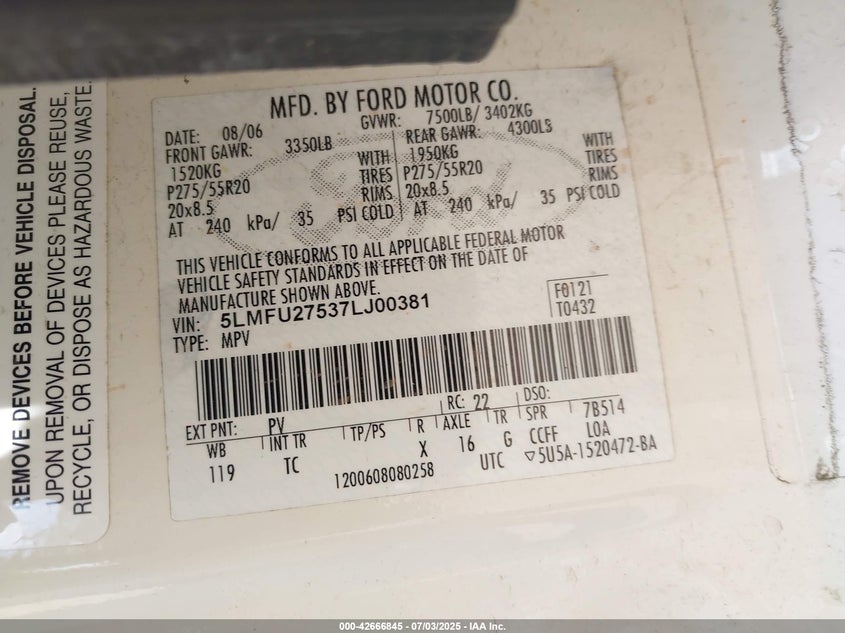 REMOVE DEVICES BEFORE VEHICLE DISPOSAL.
UPON REMOVAL OF DEVICES PLEASE REUSE,
RECYCLE, OR DISPOSE AS HAZARDOUS WASTE.
MFD. BY FORD MOTOR CO.
DATE: 08/06 GVWR: 7500LB/ 3402KG
FRONT GAWR: 3350LB REAR GAWR: 4300LB
1520KG WITH 1950KG WITH
P275/55R20 TIRES P275/55R20 TIRES
20x8.5 RIMS 20x8.5 RIMS
AT 240 kPa/ 35 PSI COLD AT 240 kPa/ 35 PSI COLD
THIS VEHICLE CONFORMS TO ALL APPLICABLE FEDERAL MOTOR
VEHICLE SAFETY STANDARDS IN EFFECT ON THE DATE OF
MANUFACTURE SHOWN ABOVE.
VIN: 5LMFU27537LJ00381 F0121
TYPE: MPV T0432
EXT PNT: PV RC: 22 DSO:
WB INT TR TP/PS R AXLE TR SPR 7B514
119 TC X 16 G CCFF LOA
1200608080258 UTC ▽5U5A-1520472-BA
000-42666845 - 07/03/2025 - IAA Inc.